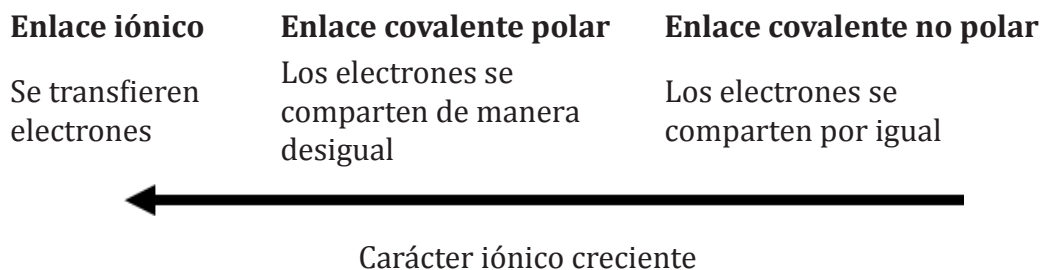 Enlace iónico
Se transfieren
electrones
Enlace covalente polar
Los electrones se
comparten de manera
desigual
Enlace covalente no polar
Los electrones se
comparten por igual
Carácter iónico creciente